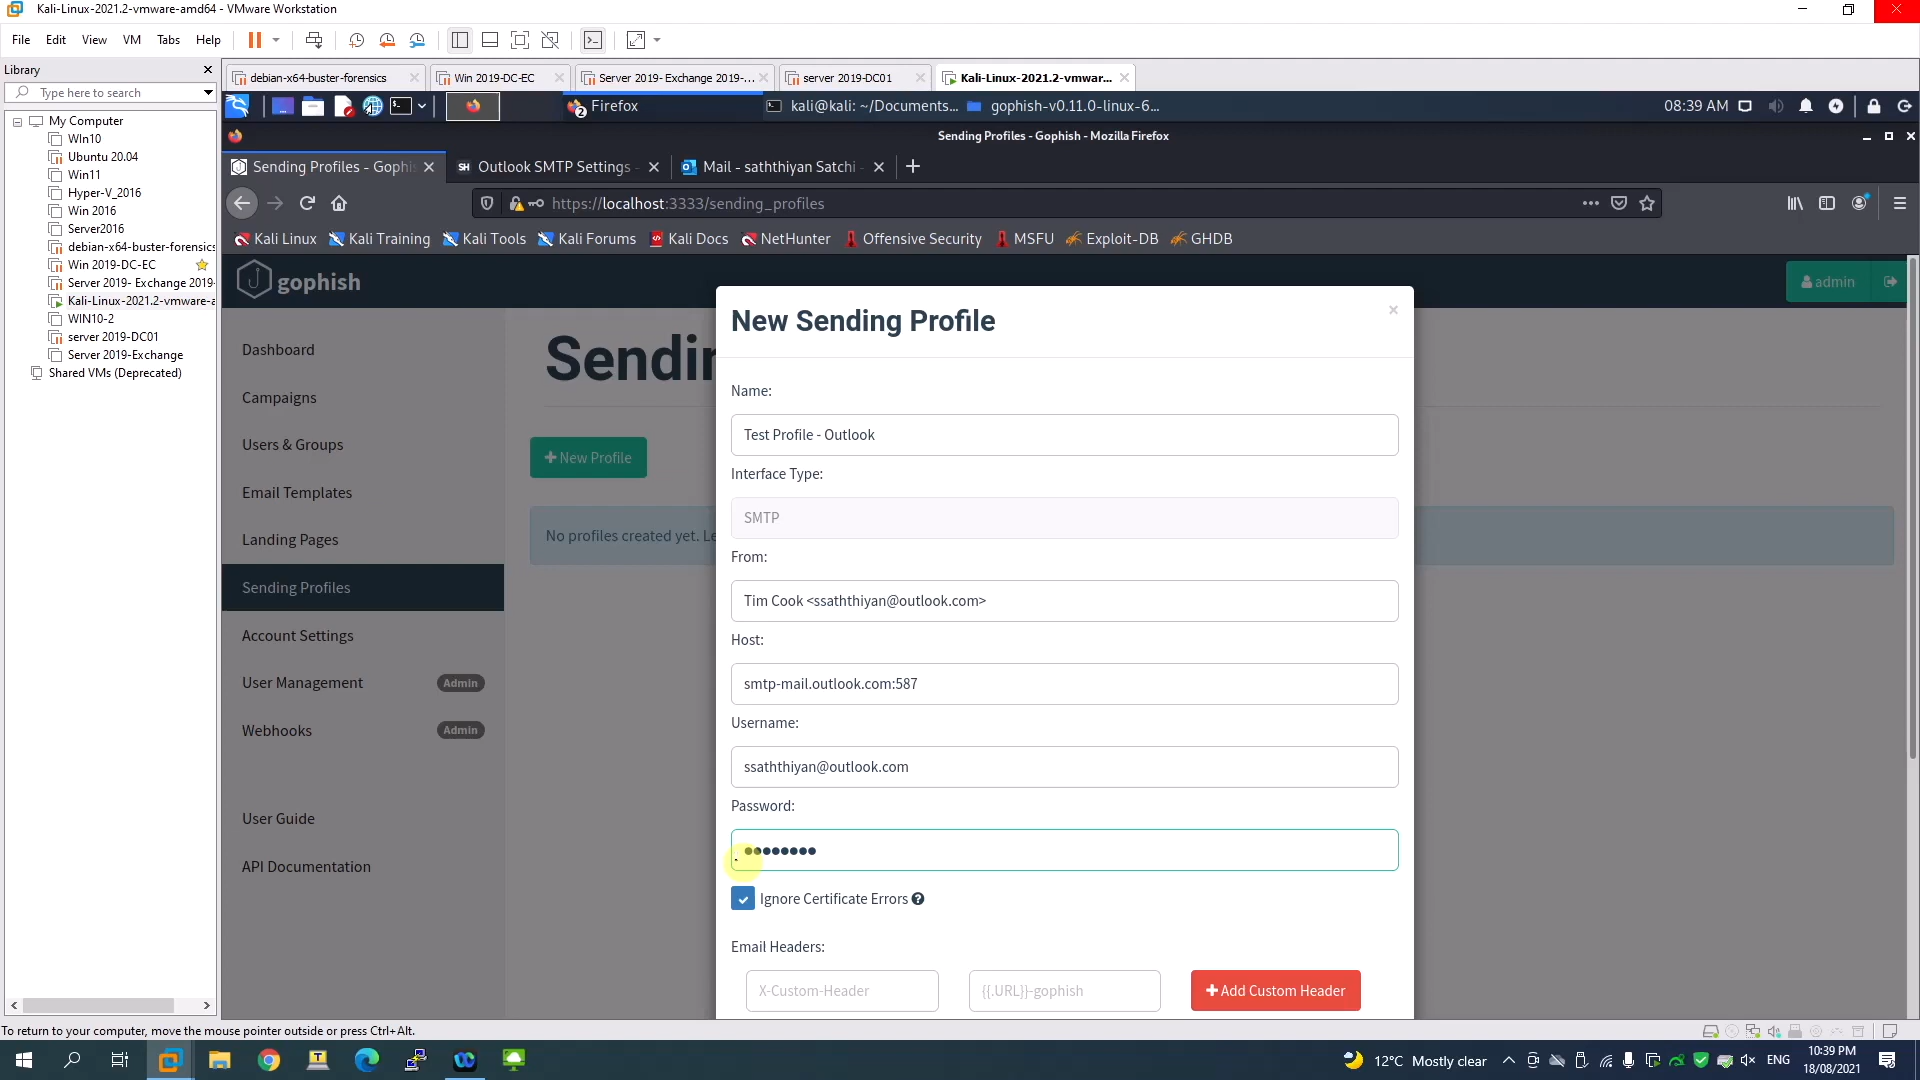 Kali-Linux-2021.2-vmware-amd64 - VMware Workstation
File Edit View VM Tabs Help
Library
Type here to search
debian-x64-buster-forensics
Win 2019-DC-EC
Server 2019- Exchange 2019-...
server 2019-DC01
Kali-Linux-2021.2-vmwar...
My Computer
WIn10
Ubuntu 20.04
Win11
Hyper-V_2016
Win 2016
Server2016
debian-x64-buster-forensics
Win 2019-DC-EC
Server 2019- Exchange 2019-
Kali-Linux-2021.2-vmware-a
WIN10-2
server 2019-DC01
Server 2019-Exchange
Shared VMs (Deprecated)
Firefox
kali@kali: ~/Documents...
gophish-v0.11.0-linux-6...
08:39 AM
Sending Profiles - Gophish - Mozilla Firefox
Sending Profiles - Gophis
SH Outlook SMTP Settings -
Mail - saththiyan Satchi -
https://localhost:3333/sending_profiles
Kali Linux
Kali Training
Kali Tools
Kali Forums
Kali Docs
NetHunter
Offensive Security
MSFU
Exploit-DB
GHDB
gophish
admin
Dashboard
Campaigns
Users & Groups
Email Templates
Landing Pages
Sending Profiles
Account Settings
User Management Admin
Webhooks Admin
User Guide
API Documentation
Sendin
New Profile
No profiles created yet. Le
New Sending Profile
Name:
Test Profile - Outlook
Interface Type:
SMTP
From:
Tim Cook <ssaththiyan@outlook.com>
Host:
smtp-mail.outlook.com:587
Username:
ssaththiyan@outlook.com
Password:
••••••••
Ignore Certificate Errors
Email Headers:
X-Custom-Header
{{.URL}}-gophish
Add Custom Header
To return to your computer, move the mouse pointer outside or press Ctrl+Alt.
12°C Mostly clear
ENG
10:39 PM
18/08/2021